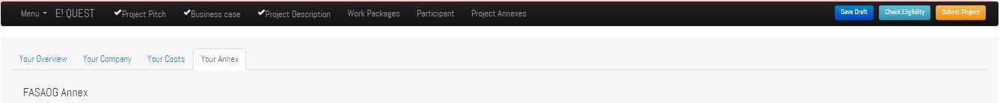 Menu E! QUEST Project Pitch Business case Project Description Work Packages Participant Project Annexes Save Draft Check Eligibility Submit Project
Your Overview Your Company Your Costs Your Annex
FASAOG Annex